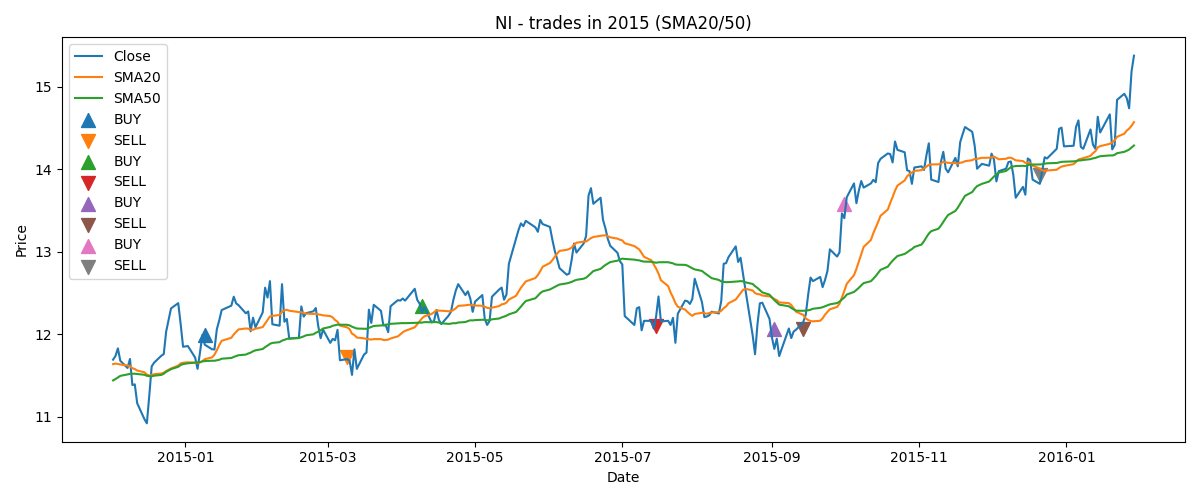 NI - trades in 2015 (SMA20/50)
Close
SMA20
SMA50
BUY
SELL
BUY
SELL
BUY
SELL
BUY
SELL
Price
15
14
13
12
11
2015-01
2015-03
2015-05
2015-07
2015-09
2015-11
2016-01
Date